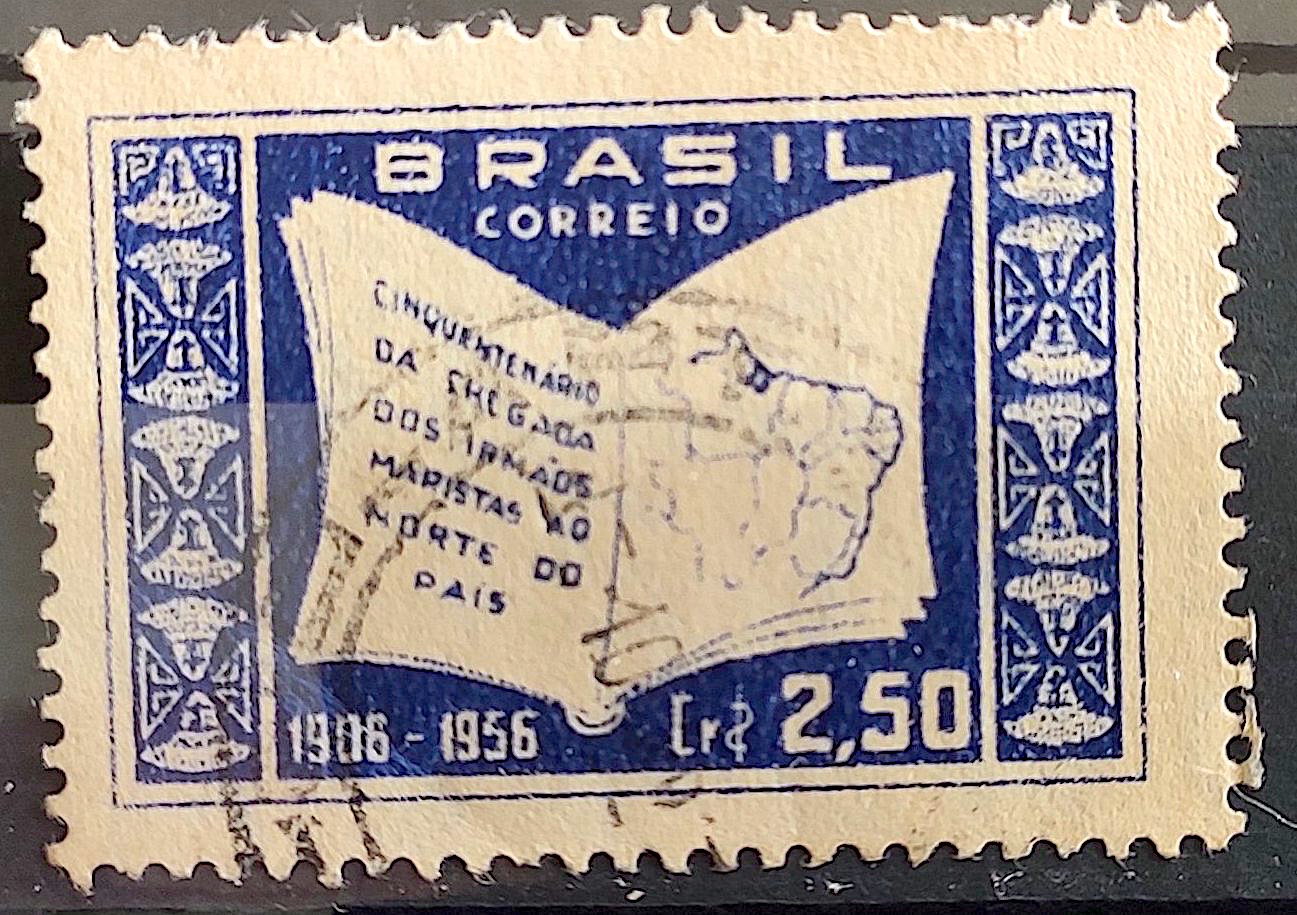 BRASIL
CORREIO
CINQUENTENÁRIO
DA CHEGADA
DOS IRMÃOS
MARISTAS AO
NORTE DO
PAÍS
1906 - 1956
Cr$ 2,50